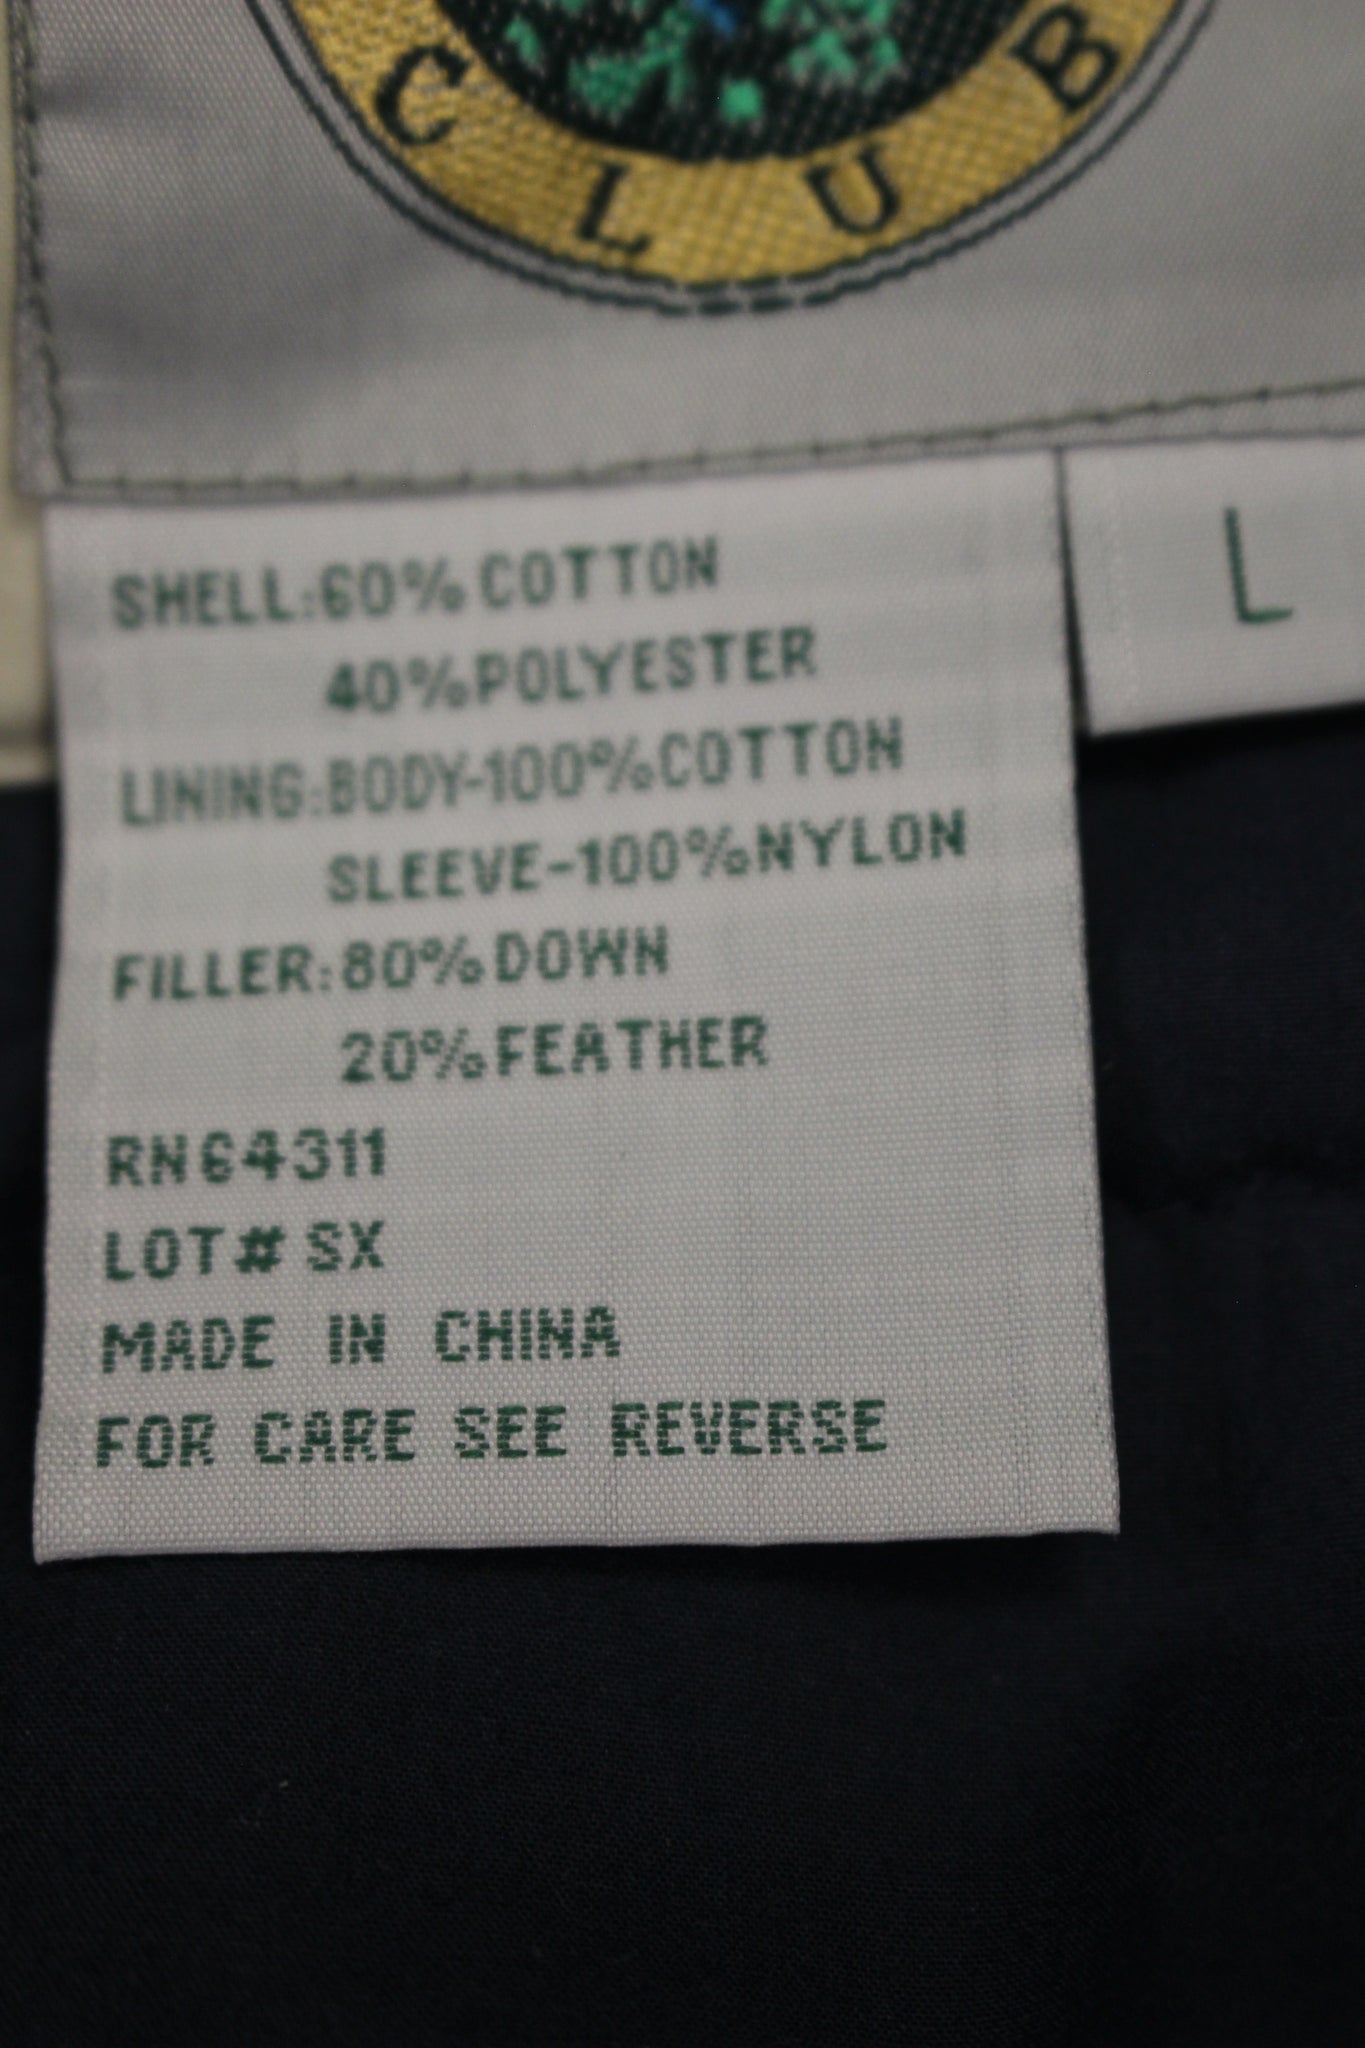 CLUB
SHELL:60% COTTON
40%POLYESTER
LINING:BODY-100%COTTON
SLEEVE-100%NYLON
FILLER:80%DOWN
20%FEATHER
RN64311
LOT# SX
MADE IN CHINA
FOR CARE SEE REVERSE
L